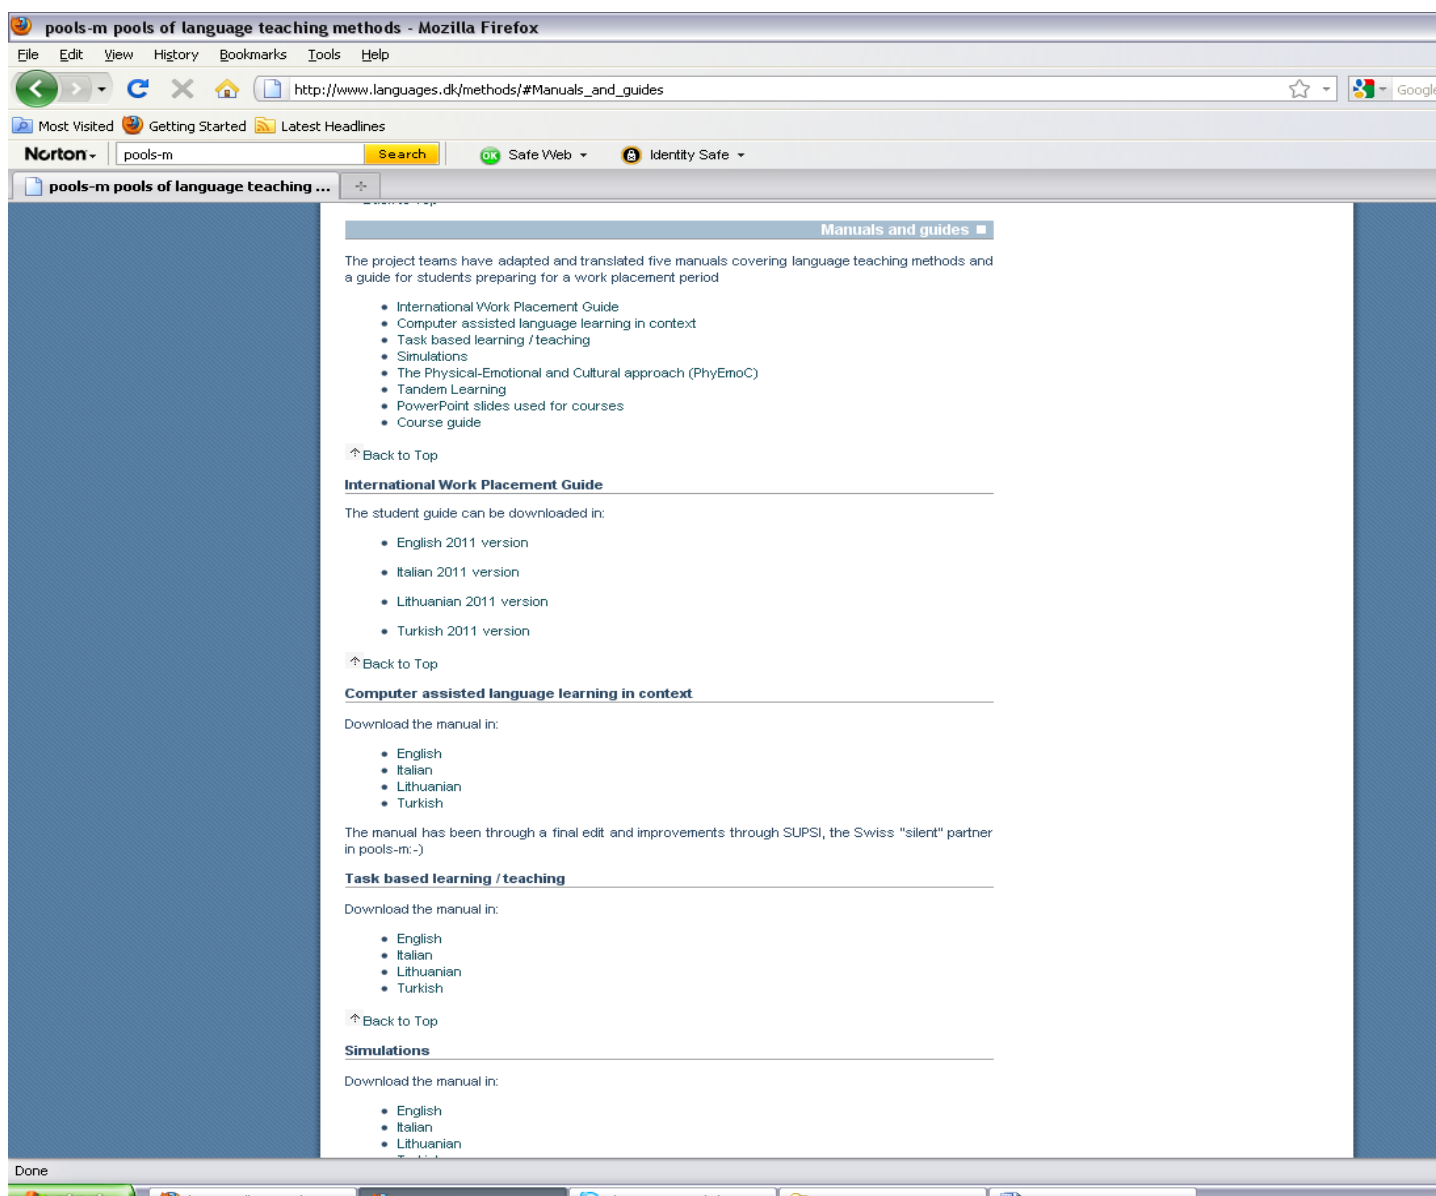 pools-m pools of language teaching methods - Mozilla Firefox
File Edit View History Bookmarks Tools Help
http://www.languages.dk/methods/#Manuals_and_guides Google
Most Visited Getting Started Latest Headlines
Norton pools-m Search OK Safe Web Identity Safe
pools-m pools of language teaching ...
Manuals and guides
The project teams have adapted and translated five manuals covering language teaching methods and
a guide for students preparing for a work placement period
International Work Placement Guide
Computer assisted language learning in context
Task based learning / teaching
Simulations
The Physical-Emotional and Cultural approach (PhyEmoC)
Tandem Learning
PowerPoint slides used for courses
Course guide
Back to Top
International Work Placement Guide
The student guide can be downloaded in:
English 2011 version
Italian 2011 version
Lithuanian 2011 version
Turkish 2011 version
Back to Top
Computer assisted language learning in context
Download the manual in:
English
Italian
Lithuanian
Turkish
The manual has been through a final edit and improvements through SUPSI, the Swiss "silent" partner
in pools-m:-)
Task based learning / teaching
Download the manual in:
English
Italian
Lithuanian
Turkish
Back to Top
Simulations
Download the manual in:
English
Italian
Lithuanian
Done